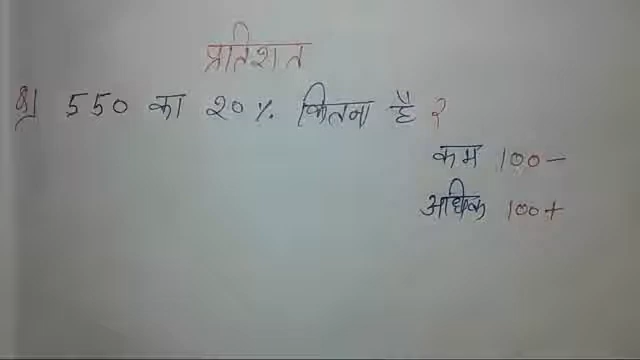 प्रतिशत
प्र) 550 का 20% कितना है ?
कम 100-
अधिक 100+